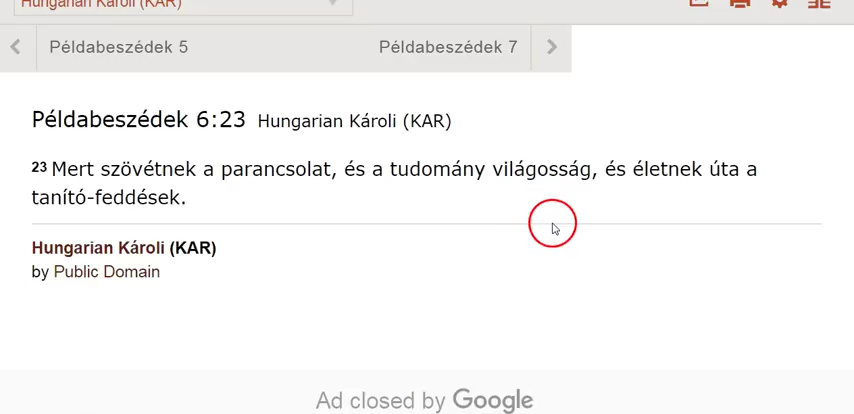 Hungarian Károli (KAR)
Példabeszédek 5
Példabeszédek 7
Példabeszédek 6:23 Hungarian Károli (KAR)
23 Mert szövétnek a parancsolat, és a tudomány világosság, és életnek úta a
tanító-feddések.
Hungarian Károli (KAR)
by Public Domain
Ad closed by Google